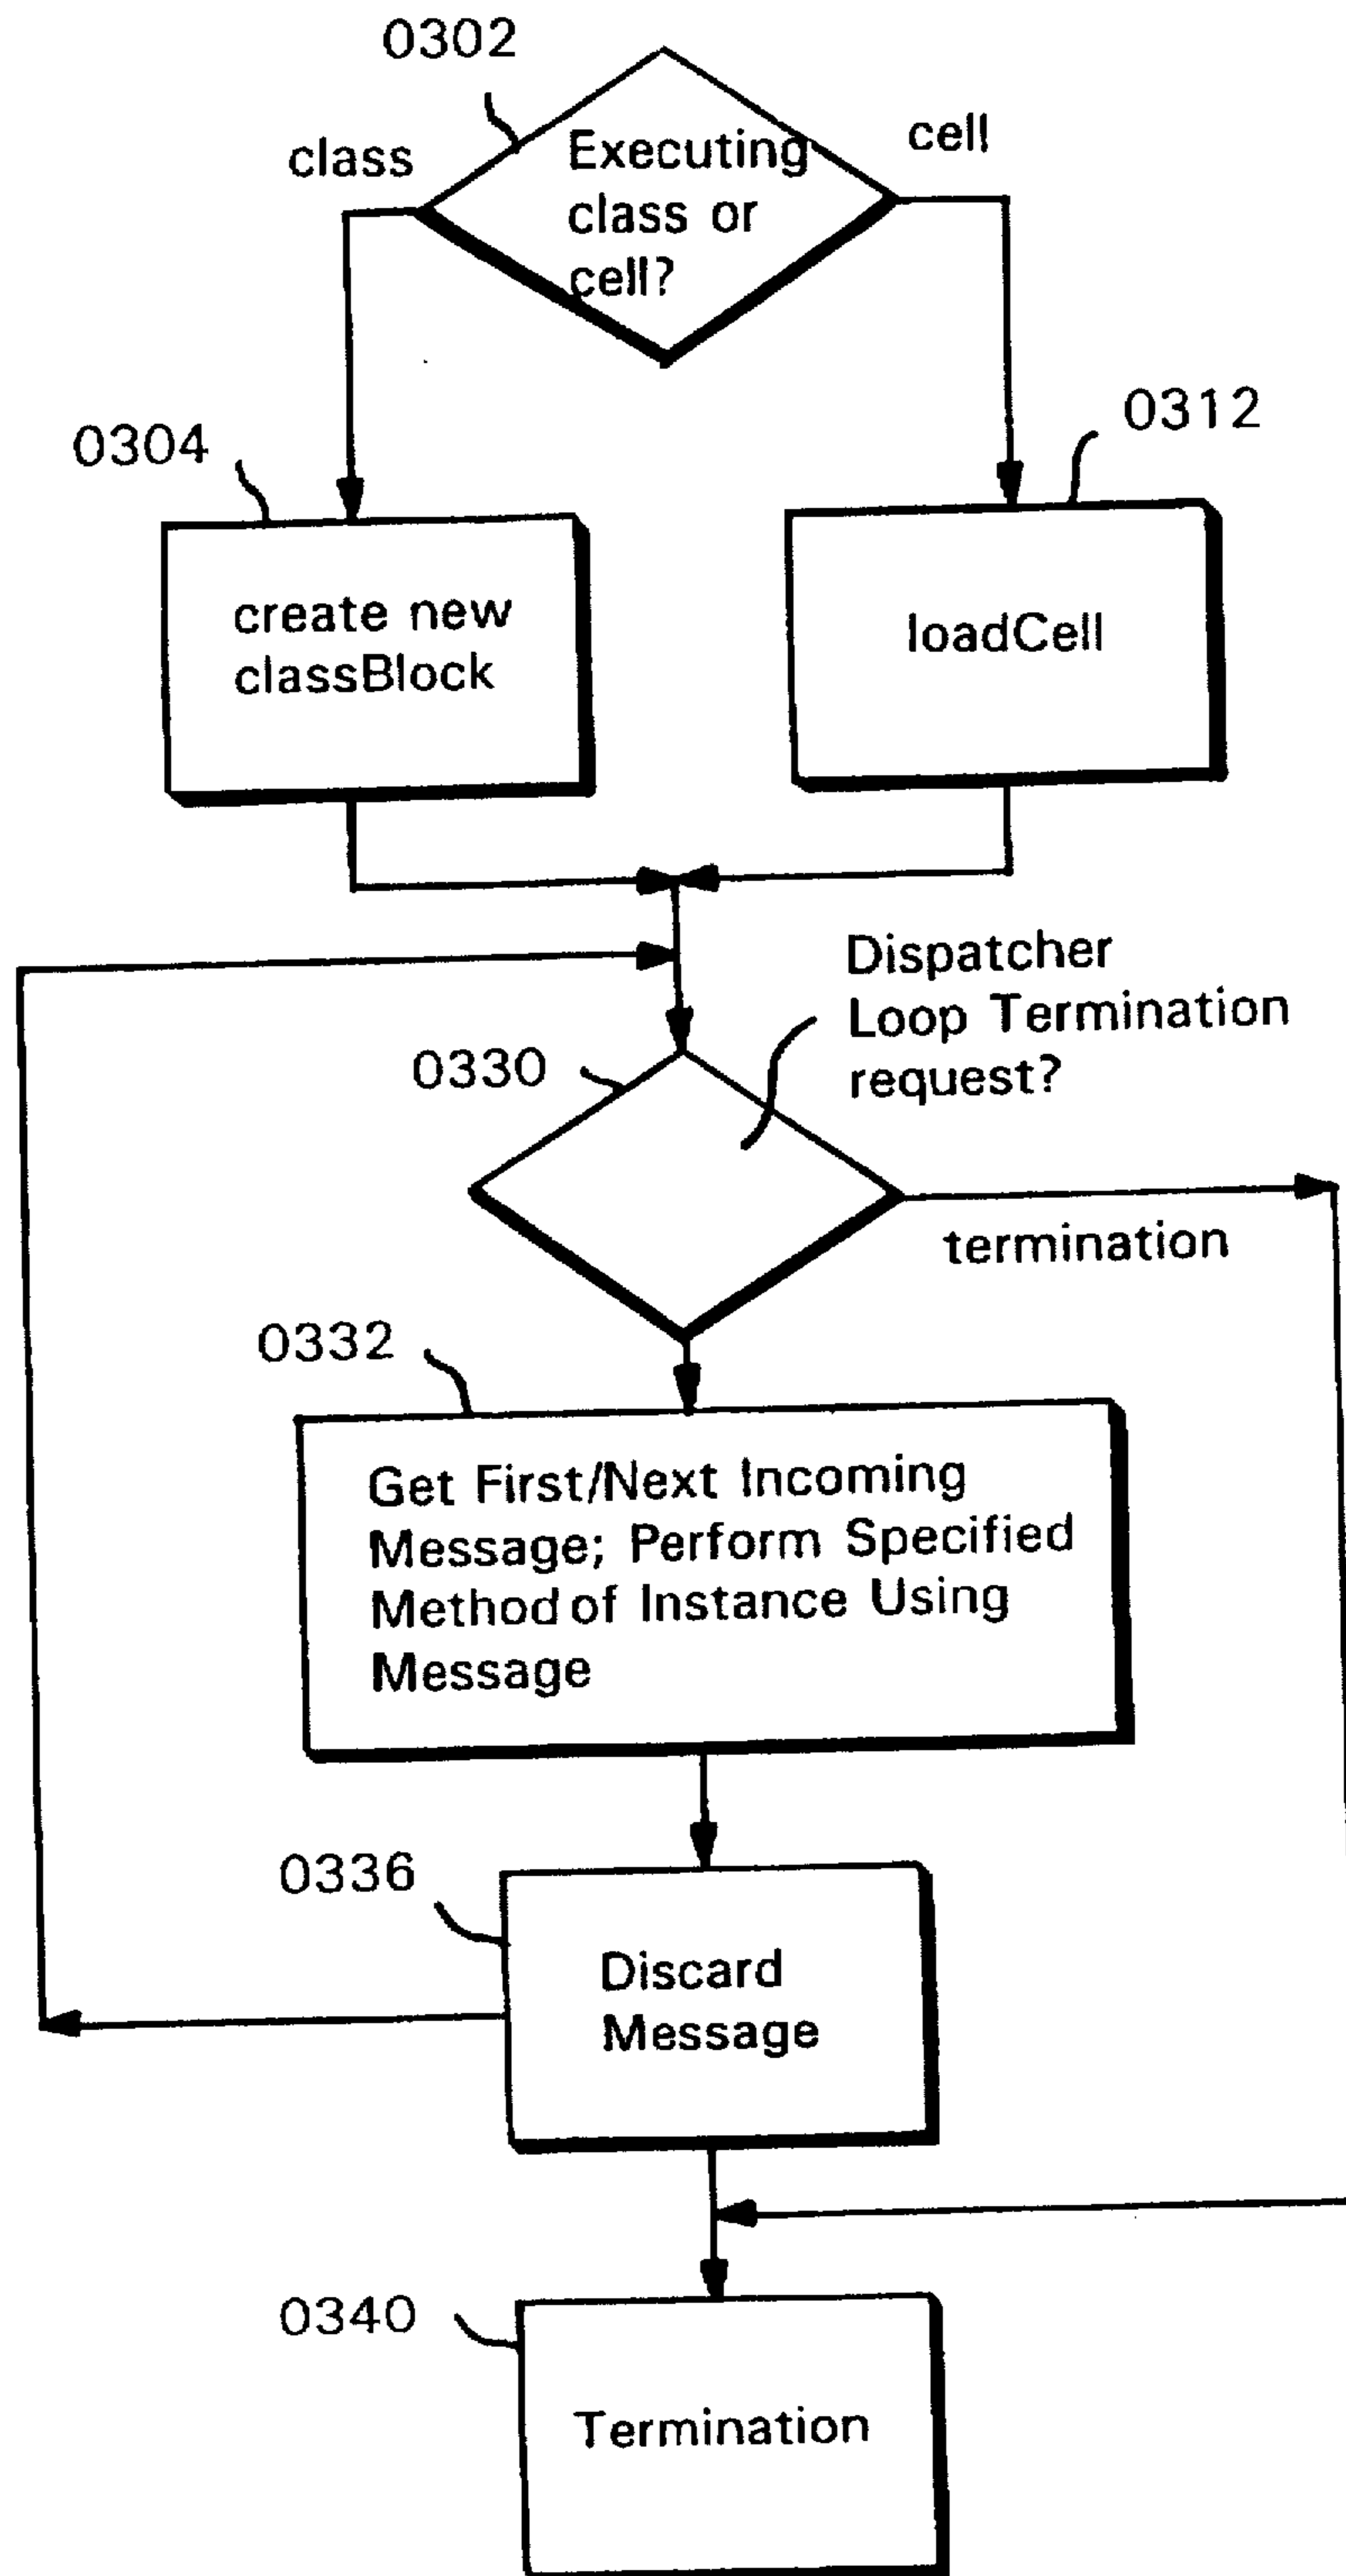 0302
class
Executing
class or
cell?
cell
0304
0312
create new
classBlock
loadCell
Dispatcher
Loop Termination
request?
0330
termination
0332
Get First/Next Incoming
Message; Perform Specified
Method of Instance Using
Message
0336
Discard
Message
0340
Termination